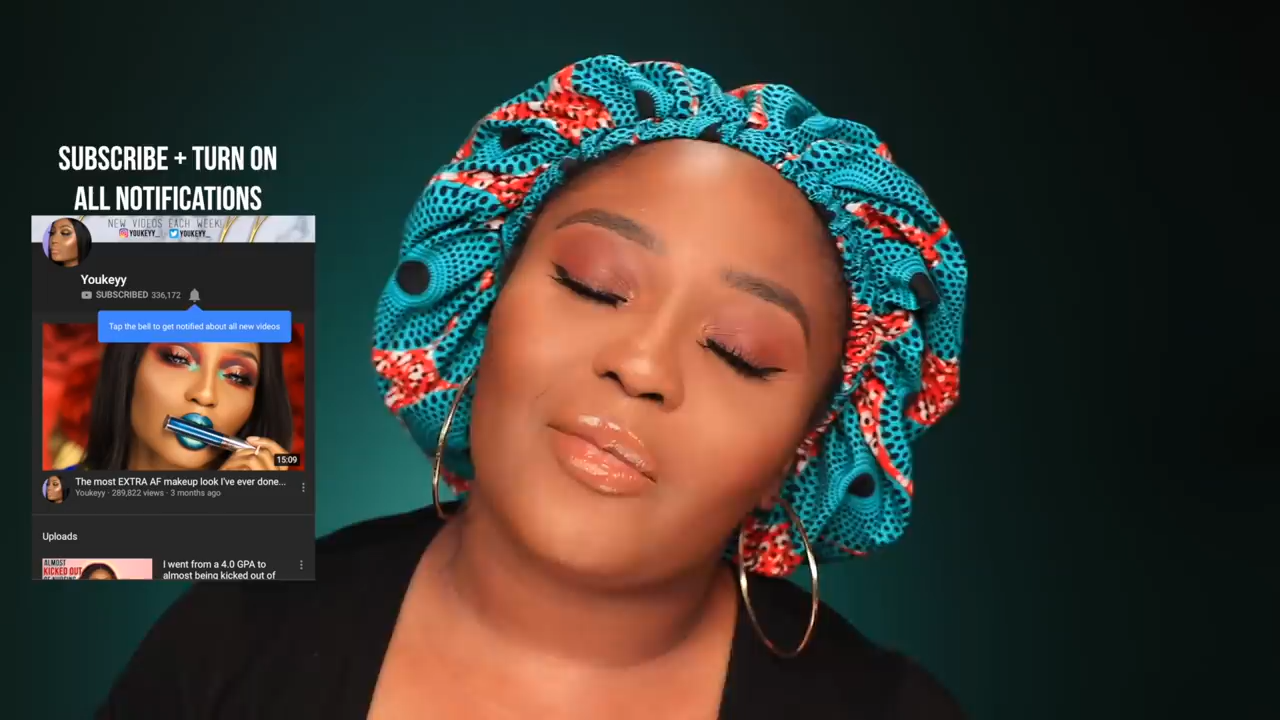 SUBSCRIBE + TURN ON
ALL NOTIFICATIONS
NEW VIDEOS EACH WEEK!
YOUKEYY_ YOUKEYY_
Youkeyy
SUBSCRIBED 336,172
Tap the bell to get notified about all new videos
15:09
The most EXTRA AF makeup look I've ever done...
Youkeyy · 289,822 views · 3 months ago
Uploads
ALMOST
KICKED OUT
I went from a 4.0 GPA to
almost being kicked out of